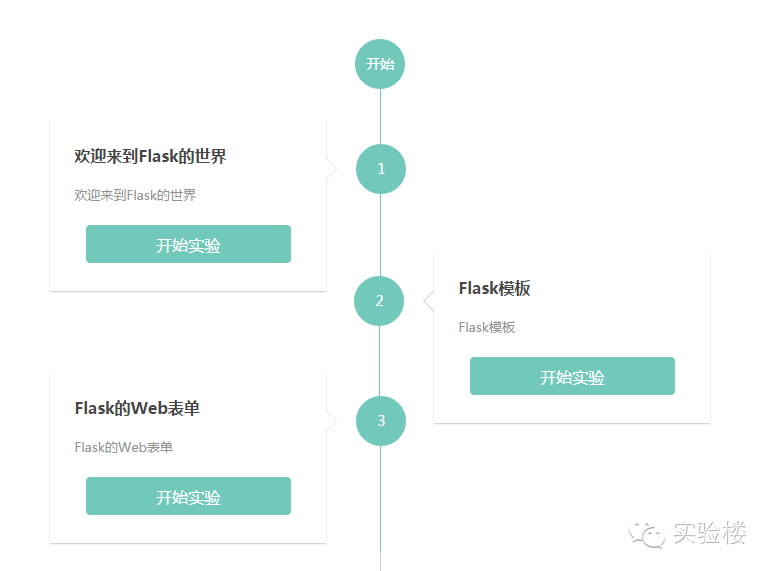 开始
1
欢迎来到Flask的世界
欢迎来到Flask的世界
开始实验
2
Flask模板
Flask模板
开始实验
3
Flask的Web表单
Flask的Web表单
开始实验
实验楼